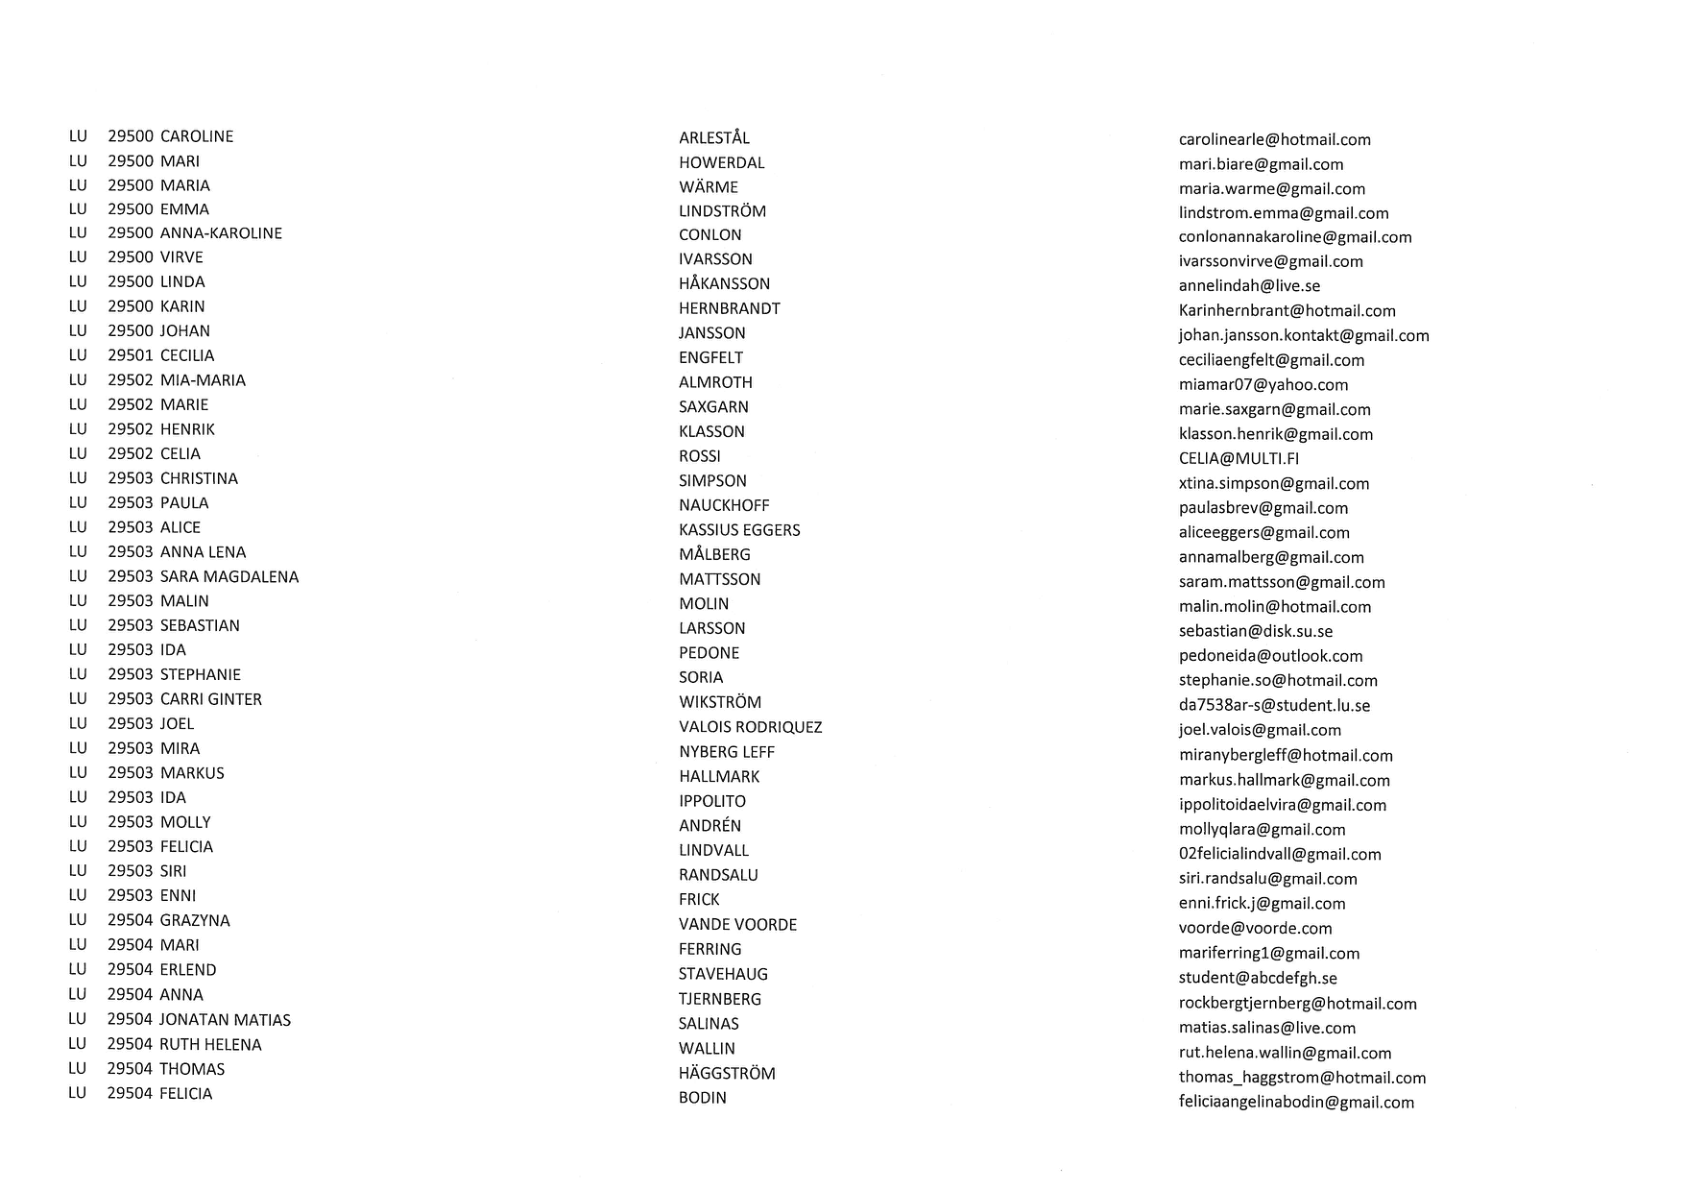 LU 29500 CAROLINE ARLESTÅL carolinearle@hotmail.com
LU 29500 MARI HOWERDAL mari.biare@gmail.com
LU 29500 MARIA WÄRME maria.warme@gmail.com
LU 29500 EMMA LINDSTRÖM lindstrom.emma@gmail.com
LU 29500 ANNA-KAROLINE CONLON conlonannakaroline@gmail.com
LU 29500 VIRVE IVARSSON ivarssonvirve@gmail.com
LU 29500 LINDA HÅKANSSON annelindah@live.se
LU 29500 KARIN HERNBRANDT Karinhernbrant@hotmail.com
LU 29500 JOHAN JANSSON johan.jansson.kontakt@gmail.com
LU 29501 CECILIA ENGFELT ceciliaengfelt@gmail.com
LU 29502 MIA-MARIA ALMROTH miamar07@yahoo.com
LU 29502 MARIE SAXGARN marie.saxgarn@gmail.com
LU 29502 HENRIK KLASSON klasson.henrik@gmail.com
LU 29502 CELIA ROSSI CELIA@MULTI.FI
LU 29503 CHRISTINA SIMPSON xtina.simpson@gmail.com
LU 29503 PAULA NAUCKHOFF paulasbrev@gmail.com
LU 29503 ALICE KASSIUS EGGERS aliceeggers@gmail.com
LU 29503 ANNA LENA MÅLBERG annamalberg@gmail.com
LU 29503 SARA MAGDALENA MATTSSON saram.mattsson@gmail.com
LU 29503 MALIN MOLIN malin.molin@hotmail.com
LU 29503 SEBASTIAN LARSSON sebastian@disk.su.se
LU 29503 IDA PEDONE pedoneida@outlook.com
LU 29503 STEPHANIE SORIA stephanie.so@hotmail.com
LU 29503 CARRI GINTER WIKSTRÖM da7538ar-s@student.lu.se
LU 29503 JOEL VALOIS RODRIQUEZ joel.valois@gmail.com
LU 29503 MIRA NYBERG LEFF miranybergleff@hotmail.com
LU 29503 MARKUS HALLMARK markus.hallmark@gmail.com
LU 29503 IDA IPPOLITO ippolitoidaelvira@gmail.com
LU 29503 MOLLY ANDRÉN mollyqlara@gmail.com
LU 29503 FELICIA LINDVALL 02felicialindvall@gmail.com
LU 29503 SIRI RANDSALU siri.randsalu@gmail.com
LU 29503 ENNI FRICK enni.frick.j@gmail.com
LU 29504 GRAZYNA VANDE VOORDE voorde@voorde.com
LU 29504 MARI FERRING mariferring1@gmail.com
LU 29504 ERLEND STAVEHAUG student@abcdefgh.se
LU 29504 ANNA TJERNBERG rockbergtjernberg@hotmail.com
LU 29504 JONATAN MATIAS SALINAS matias.salinas@live.com
LU 29504 RUTH HELENA WALLIN rut.helena.wallin@gmail.com
LU 29504 THOMAS HÄGGSTRÖM thomas_haggstrom@hotmail.com
LU 29504 FELICIA BODIN feliciaangelinabodin@gmail.com